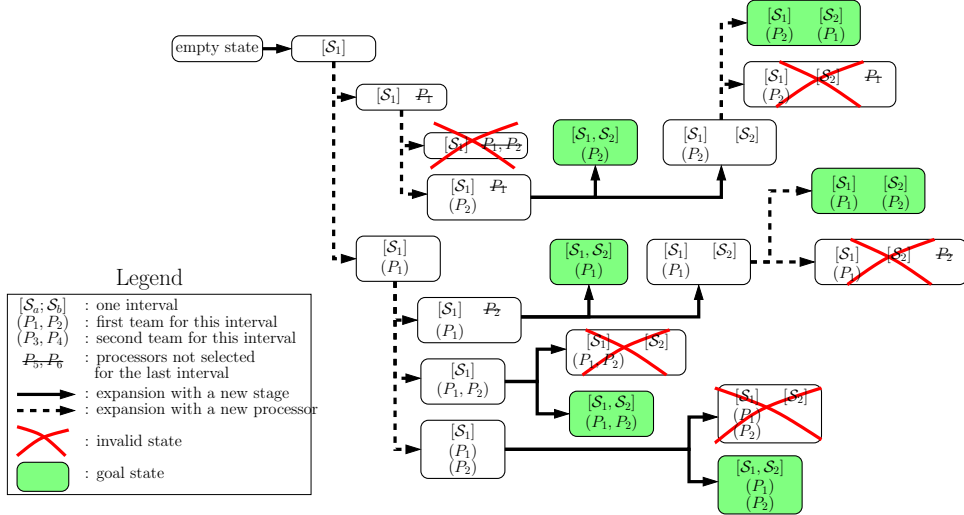 empty state
[S₁]
[S₁] P₁
[S₁] P₁, P₂
[S₁] P₁
(P₂)
[S₁, S₂]
(P₂)
[S₁] [S₂]
(P₂)
[S₁] [S₂]
(P₂) (P₁)
[S₁] [S₂] P₁
(P₂)
[S₁]
(P₁)
[S₁, S₂]
(P₁)
[S₁] [S₂]
(P₁)
[S₁] [S₂]
(P₁) (P₂)
[S₁] [S₂] P₂
(P₁)
[S₁] P₂
(P₁)
[S₁]
(P₁, P₂)
[S₁] [S₂]
(P₁, P₂)
[S₁, S₂]
(P₁, P₂)
[S₁]
(P₁)
(P₂)
[S₁] [S₂]
(P₁)
(P₂)
[S₁, S₂]
(P₁)
(P₂)
Legend
[Sₐ; S_b] : one interval
(P₁, P₂) : first team for this interval
(P₃, P₄) : second team for this interval
P₅, P₆ : processors not selected
for the last interval
: expansion with a new stage
: expansion with a new processor
: invalid state
: goal state